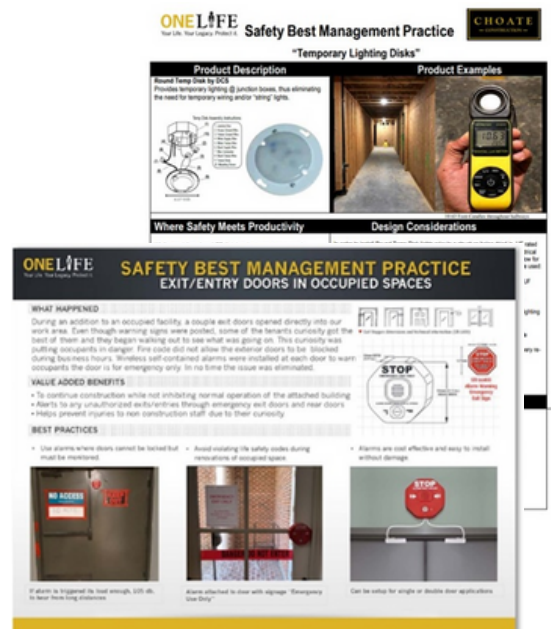 ONELIFE
Your Life. Your Legacy. Protect it.
Safety Best Management Practice
CHOATE
CONSTRUCTION
“Temporary Lighting Disks”
Product Description
Product Examples
Round Temp Disk by DCS
Provides temporary lighting @ junction boxes, thus eliminating
the need for temporary wiring and/or “string” lights.
Where Safety Meets Productivity
Design Considerations
ONELIFE
Your Life. Your Legacy. Protect it.
SAFETY BEST MANAGEMENT PRACTICE
EXIT/ENTRY DOORS IN OCCUPIED SPACES
WHAT HAPPENED
During an addition to an occupied facility, a couple exit doors opened directly into our
work area. Even though warning signs were posted, some of the tenants curiosity got the
best of them and they began walking out to see what was going on. This curiosity was
putting occupants in danger. Fire code did not allow the exterior doors to be blocked
during business hours. Wireless self-contained alarms were installed at each door to warn
occupants the door is for emergency only. In no time the issue was eliminated.
STOP
VALUE ADDED BENEFITS
• To continue construction while not inhibiting normal operation of the attached building
• Alerts to any unauthorized exits/entries through emergency exit doors and near doors
• Helps prevent injuries to non construction staff due to their curiosity
BEST PRACTICES
• Use alarms where doors cannot be locked but
must be monitored.
• Avoid violating life safety codes during
renovations of occupied space.
• Alarms are cost effective and easy to install
without damage.
NO ACCESS
DANGER DO NOT ENTER
STOP
If alarm is triggered its loud enough, 105 db,
to hear from long distances
Alarm attached to door with signage “Emergency
Use Only”
Can be setup for single or double door applications